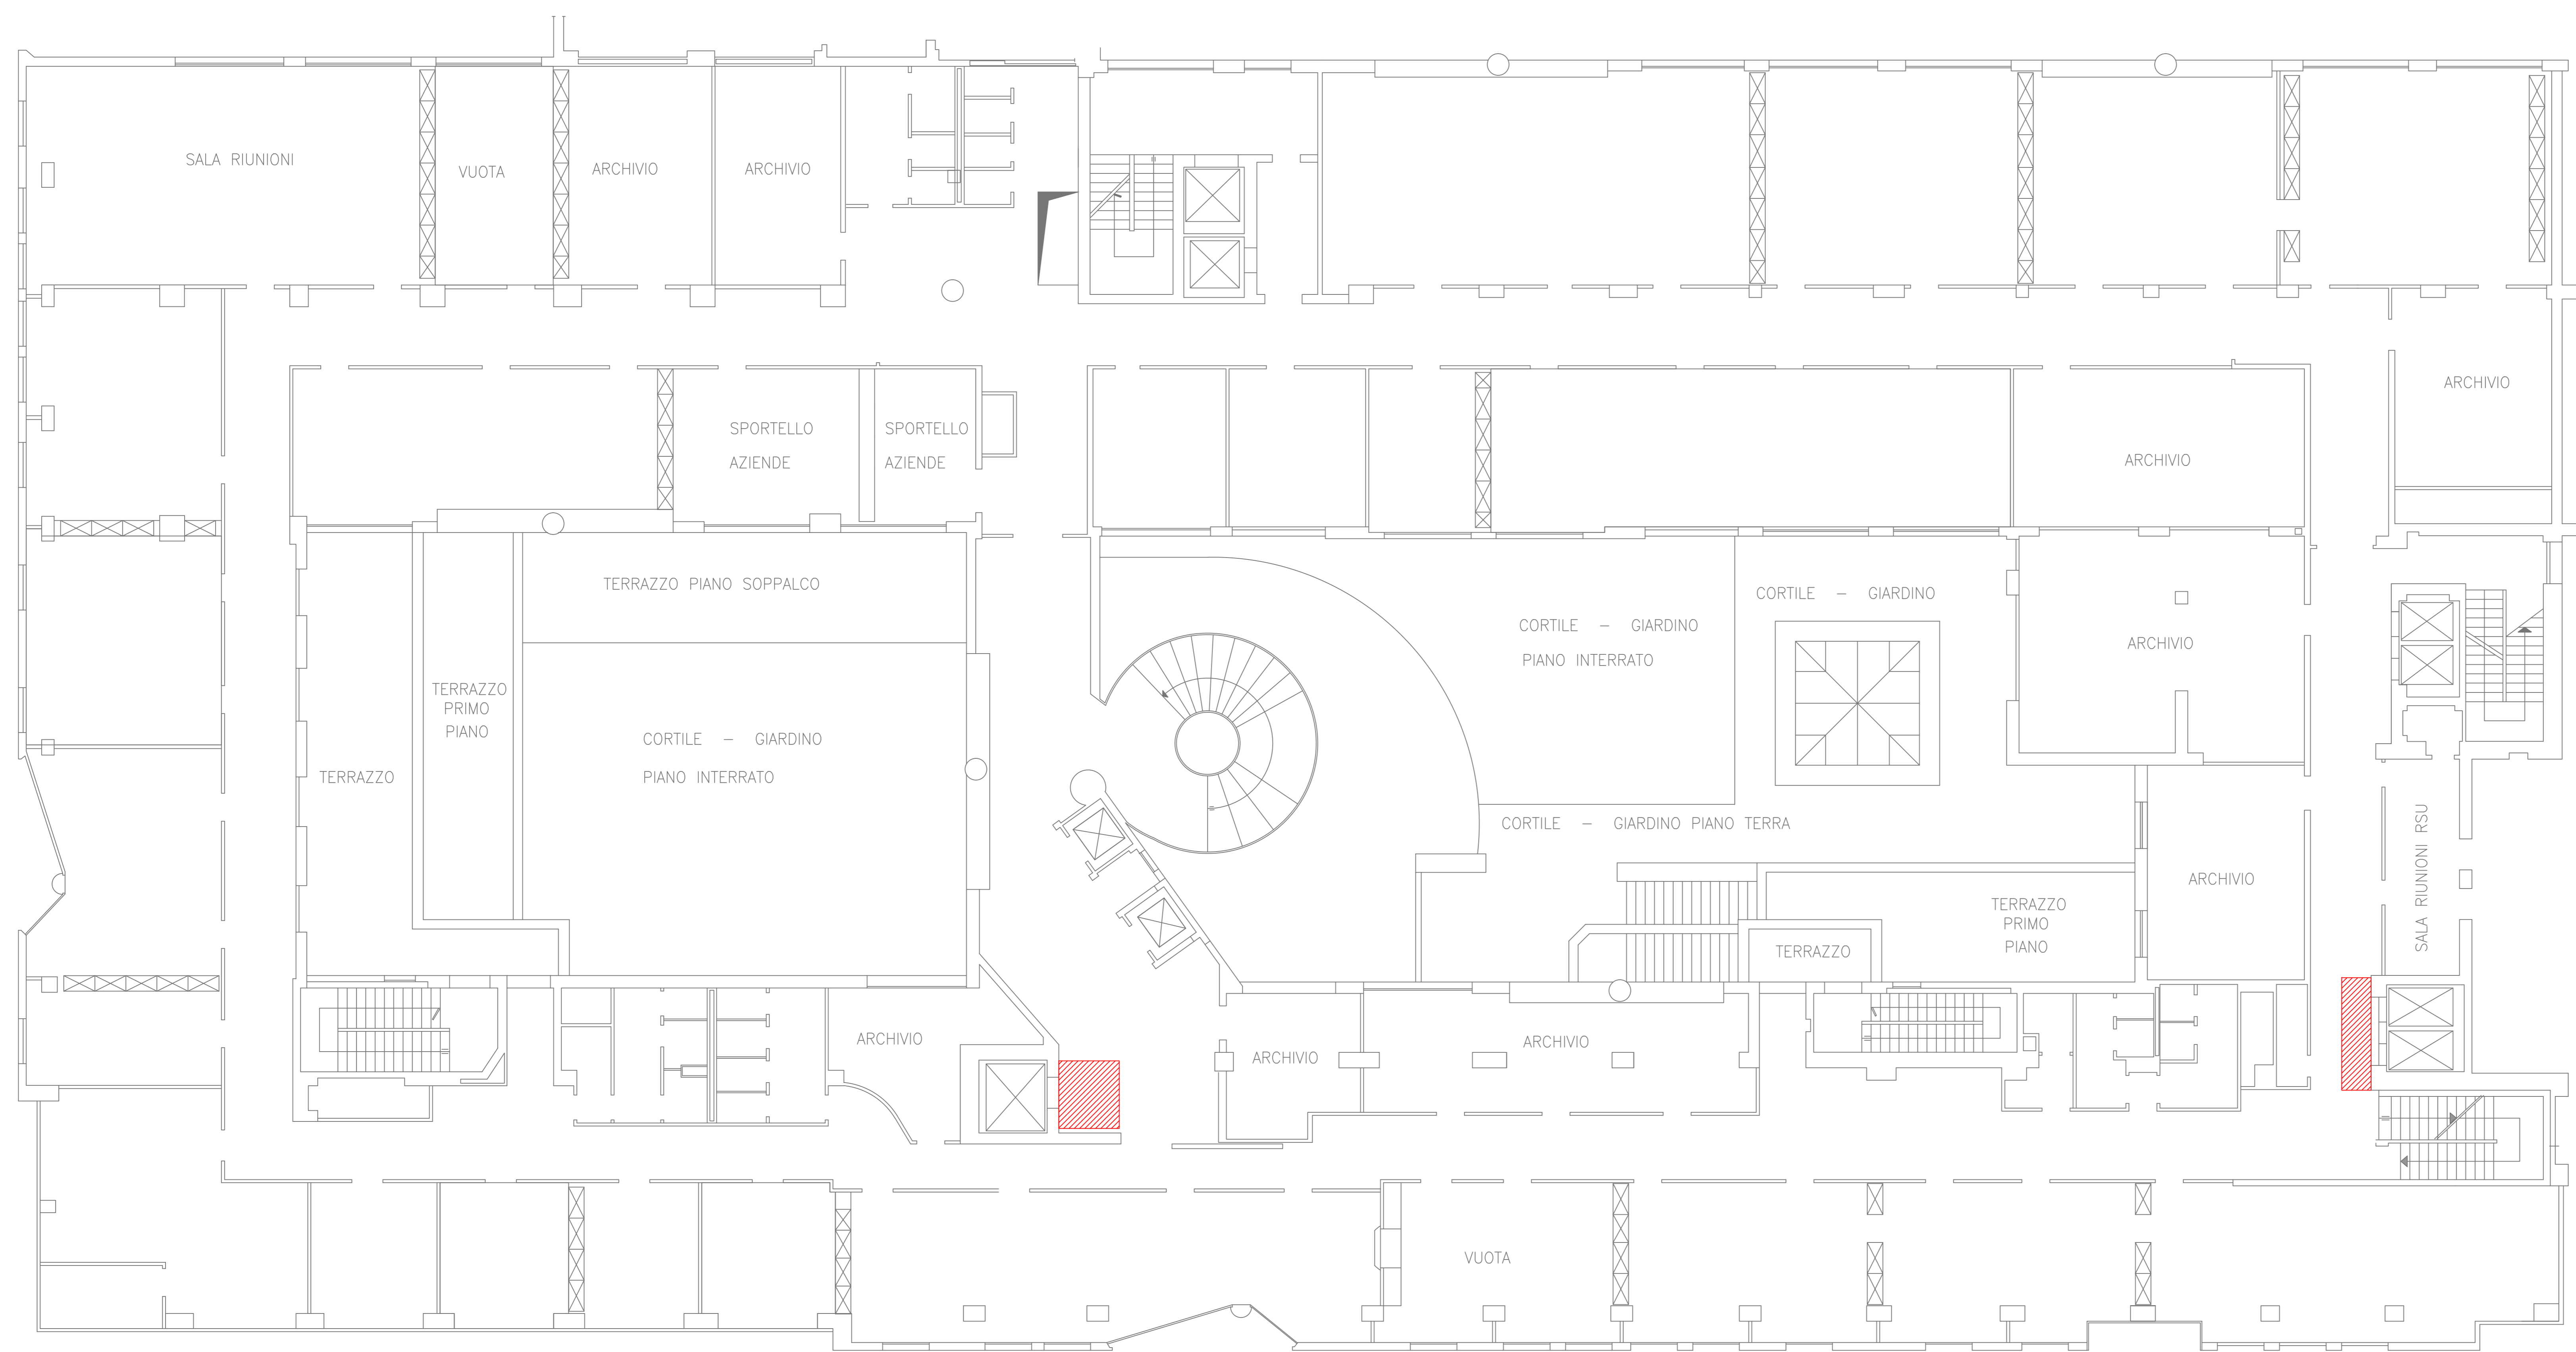 SALA RIUNIONI
VUOTA
ARCHIVIO
ARCHIVIO
ARCHIVIO
SPORTELLO
AZIENDE
SPORTELLO
AZIENDE
ARCHIVIO
TERRAZZO PIANO SOPPALCO
CORTILE – GIARDINO
PIANO INTERRATO
CORTILE – GIARDINO
ARCHIVIO
TERRAZZO
PRIMO
PIANO
TERRAZZO
CORTILE – GIARDINO
PIANO INTERRATO
CORTILE – GIARDINO PIANO TERRA
ARCHIVIO
SALA RIUNIONI RSU
TERRAZZO
PRIMO
PIANO
TERRAZZO
ARCHIVIO
ARCHIVIO
ARCHIVIO
VUOTA